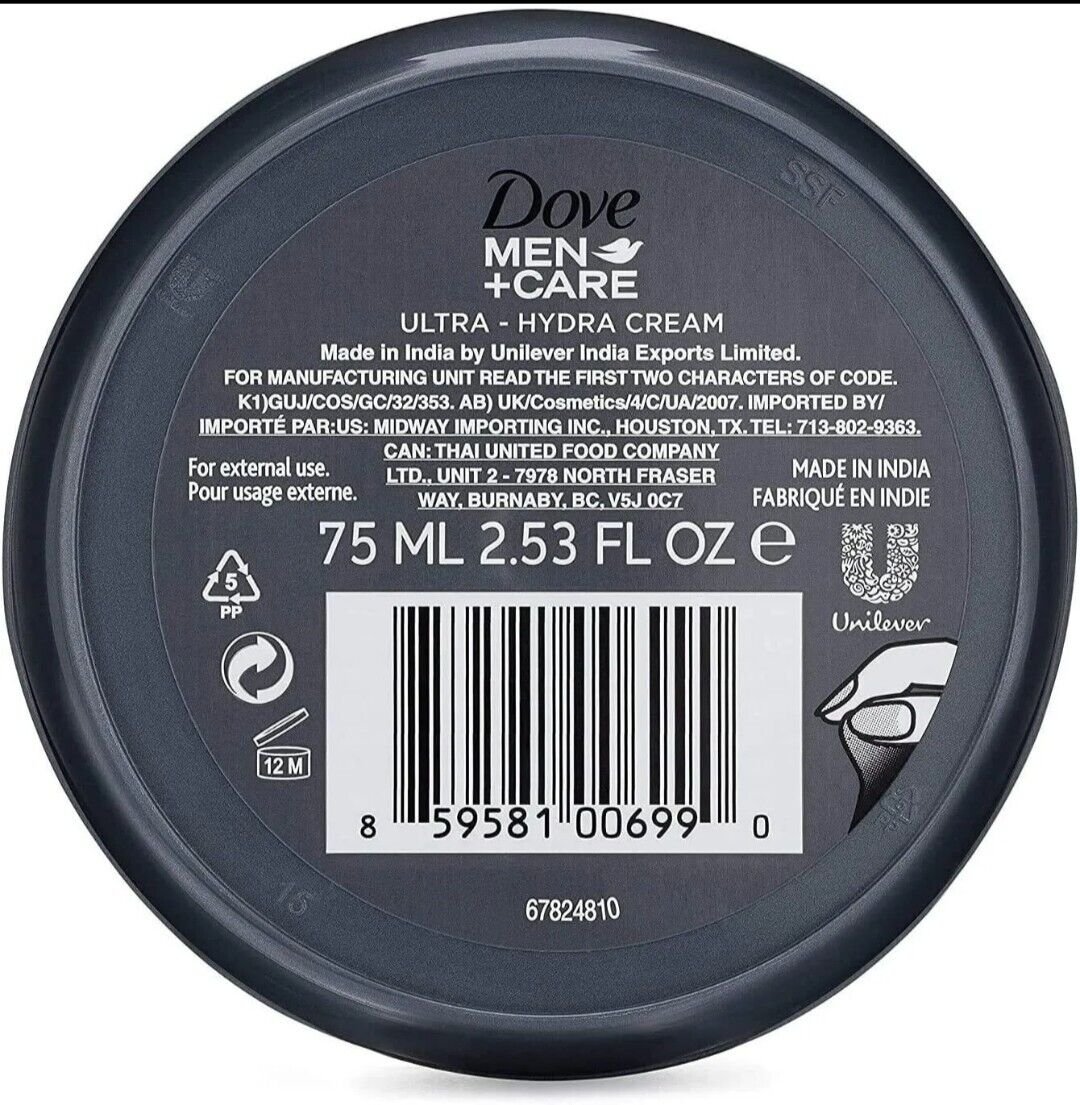 SSF
Dove
MEN
+CARE
ULTRA - HYDRA CREAM
Made in India by Unilever India Exports Limited.
FOR MANUFACTURING UNIT READ THE FIRST TWO CHARACTERS OF CODE.
K1)GUJ/COS/GC/32/353. AB) UK/Cosmetics/4/C/UA/2007. IMPORTED BY/
IMPORTÉ PAR:US: MIDWAY IMPORTING INC., HOUSTON, TX. TEL: 713-802-9363.
CAN: THAI UNITED FOOD COMPANY
LTD., UNIT 2 - 7978 NORTH FRASER
WAY, BURNABY, BC, V5J 0C7
For external use.
Pour usage externe.
MADE IN INDIA
FABRIQUÉ EN INDIE
75 ML 2.53 FL OZ e
5
PP
Unilever
12 M
8 59581 00699 0
15
67824810